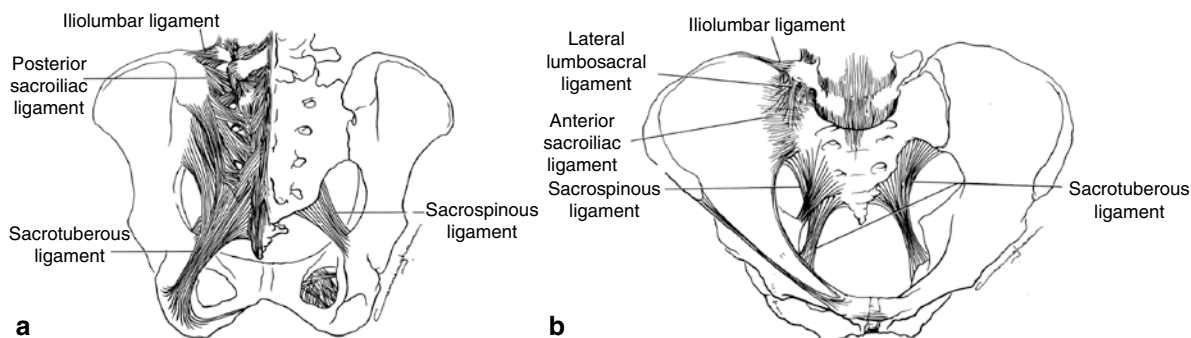 Iliolumbar ligament
Posterior
sacroiliac
ligament
Sacrotuberous
ligament
Sacrospinous
ligament
a
Iliolumbar ligament
Lateral
lumbosacral
ligament
Anterior
sacroiliac
ligament
Sacrospinous
ligament
Sacrotuberous
ligament
b